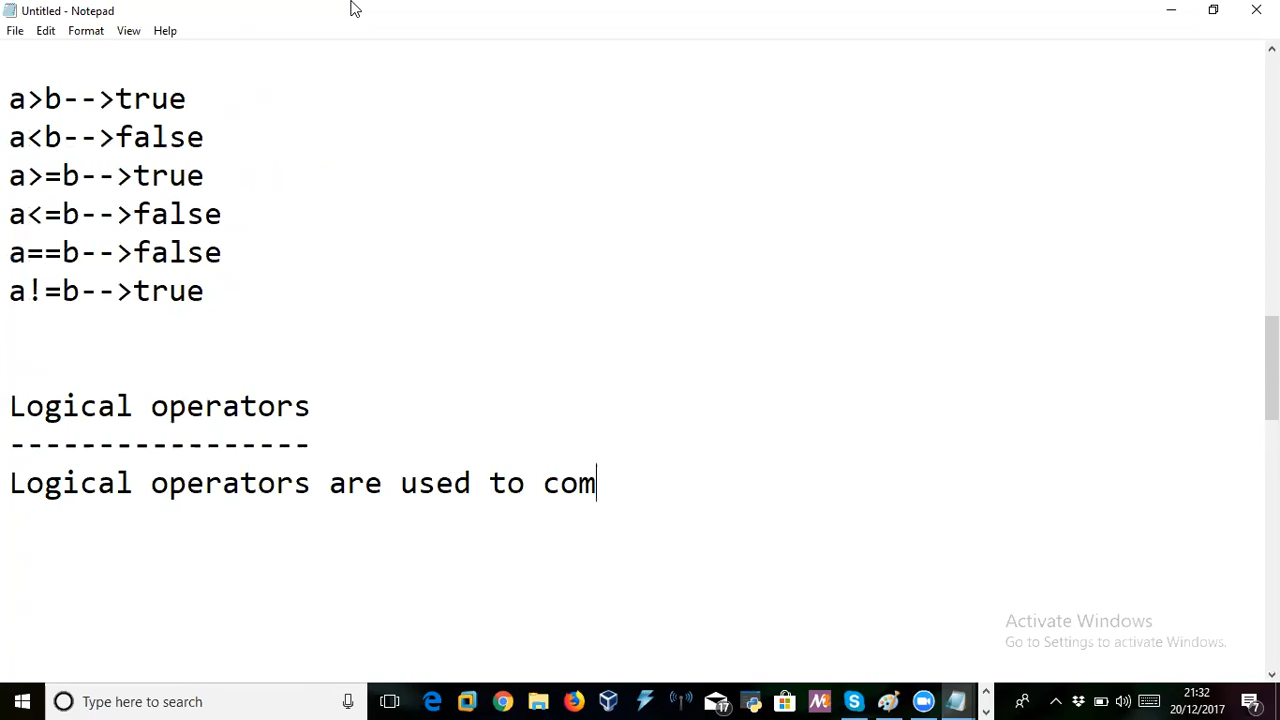 Untitled - Notepad
File Edit Format View Help
a>b-->true
a<b-->false
a>=b-->true
a<=b-->false
a==b-->false
a!=b-->true
Logical operators
-----------------
Logical operators are used to com
Activate Windows
Go to Settings to activate Windows.
Type here to search
17
M
21:32
20/12/2017
7